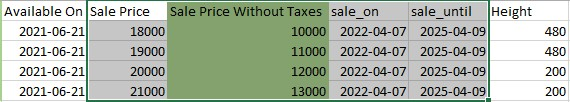 Available On Sale Price Sale Price Without Taxes sale_on sale_until Height
2021-06-21 18000 10000 2022-04-07 2025-04-09 480
2021-06-21 19000 11000 2022-04-07 2025-04-09 480
2021-06-21 20000 12000 2022-04-07 2025-04-09 200
2021-06-21 21000 13000 2022-04-07 2025-04-09 200